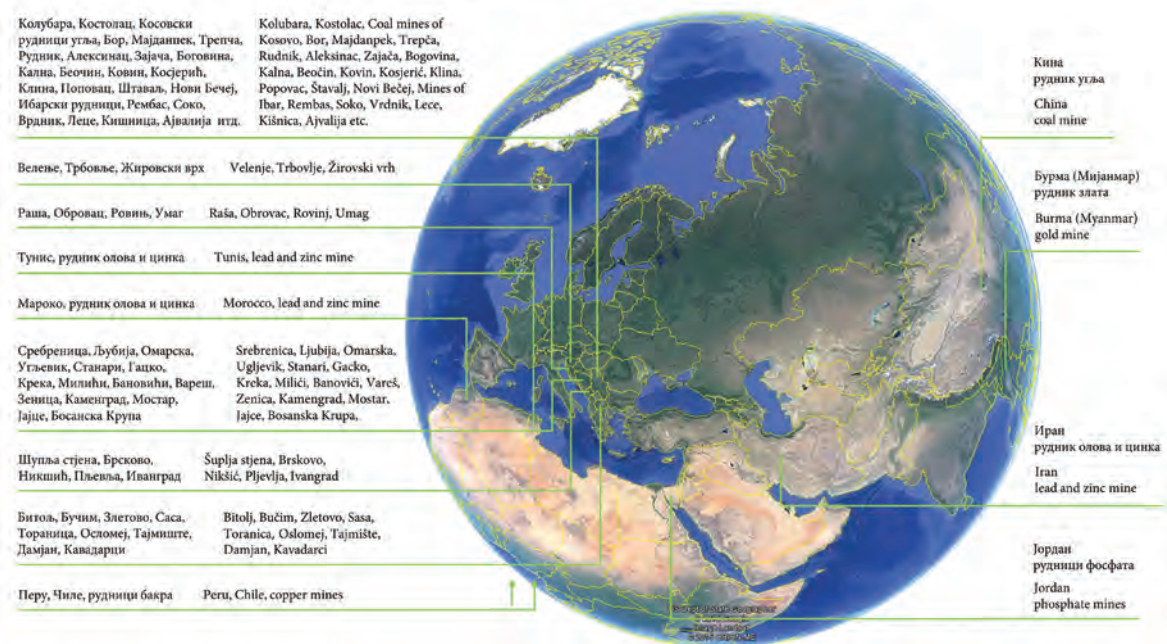 Колубара, Костолац, Косовски
рудници угља, Бор, Мајданпек, Трепча,
Рудник, Алексинац, Зајача, Боговина,
Кална, Беочин, Ковин, Косјерић,
Клина, Поповац, Штаваљ, Нови Бечеј,
Ибарски рудници, Рембас, Соко,
Врдник, Леце, Кишница, Ајвалија итд.
Kolubara, Kostolac, Coal mines of
Kosovo, Bor, Majdanpek, Trepča,
Rudnik, Aleksinac, Zajača, Bogovina,
Kalna, Beočin, Kovin, Kosjerić, Klina,
Popovac, Štavalj, Novi Bečej, Mines of
Ibar, Rembas, Soko, Vrdnik, Lece,
Kišnica, Ajvalija etc.
Велење, Трбовље, Жировски врх
Velenje, Trbovlje, Žirovski vrh
Раша, Обровац, Ровињ, Умаг
Raša, Obrovac, Rovinj, Umag
Тунис, рудник олова и цинка
Tunis, lead and zinc mine
Мароко, рудник олова и цинка
Morocco, lead and zinc mine
Сребреница, Љубија, Омарска,
Угљевик, Станари, Гацко,
Крека, Милићи, Бановићи, Вареш,
Зеница, Каменград, Мостар,
Јајце, Босанска Крупа
Srebrenica, Ljubija, Omarska,
Ugljevik, Stanari, Gacko,
Kreka, Milići, Banovići, Vareš,
Zenica, Kamengrad, Mostar,
Jajce, Bosanska Krupa,
Шупља стјена, Брсково,
Никшић, Пљевља, Иванград
Šuplja stjena, Brskovo,
Nikšić, Pljevlja, Ivangrad
Битољ, Бучим, Злетово, Саса,
Тораница, Осломеј, Тајмиште,
Дамјан, Кавадарци
Bitolj, Bučim, Zletovo, Sasa,
Toranica, Oslomej, Tajmište,
Damjan, Kavadarci
Перу, Чиле, рудници бакра
Peru, Chile, copper mines
Кина
рудник угља
China
coal mine
Бурма (Мијанмар)
рудник злата
Burma (Myanmar)
gold mine
Иран
рудник олова и цинка
Iran
lead and zinc mine
Јордан
рудници фосфата
Jordan
phosphate mines